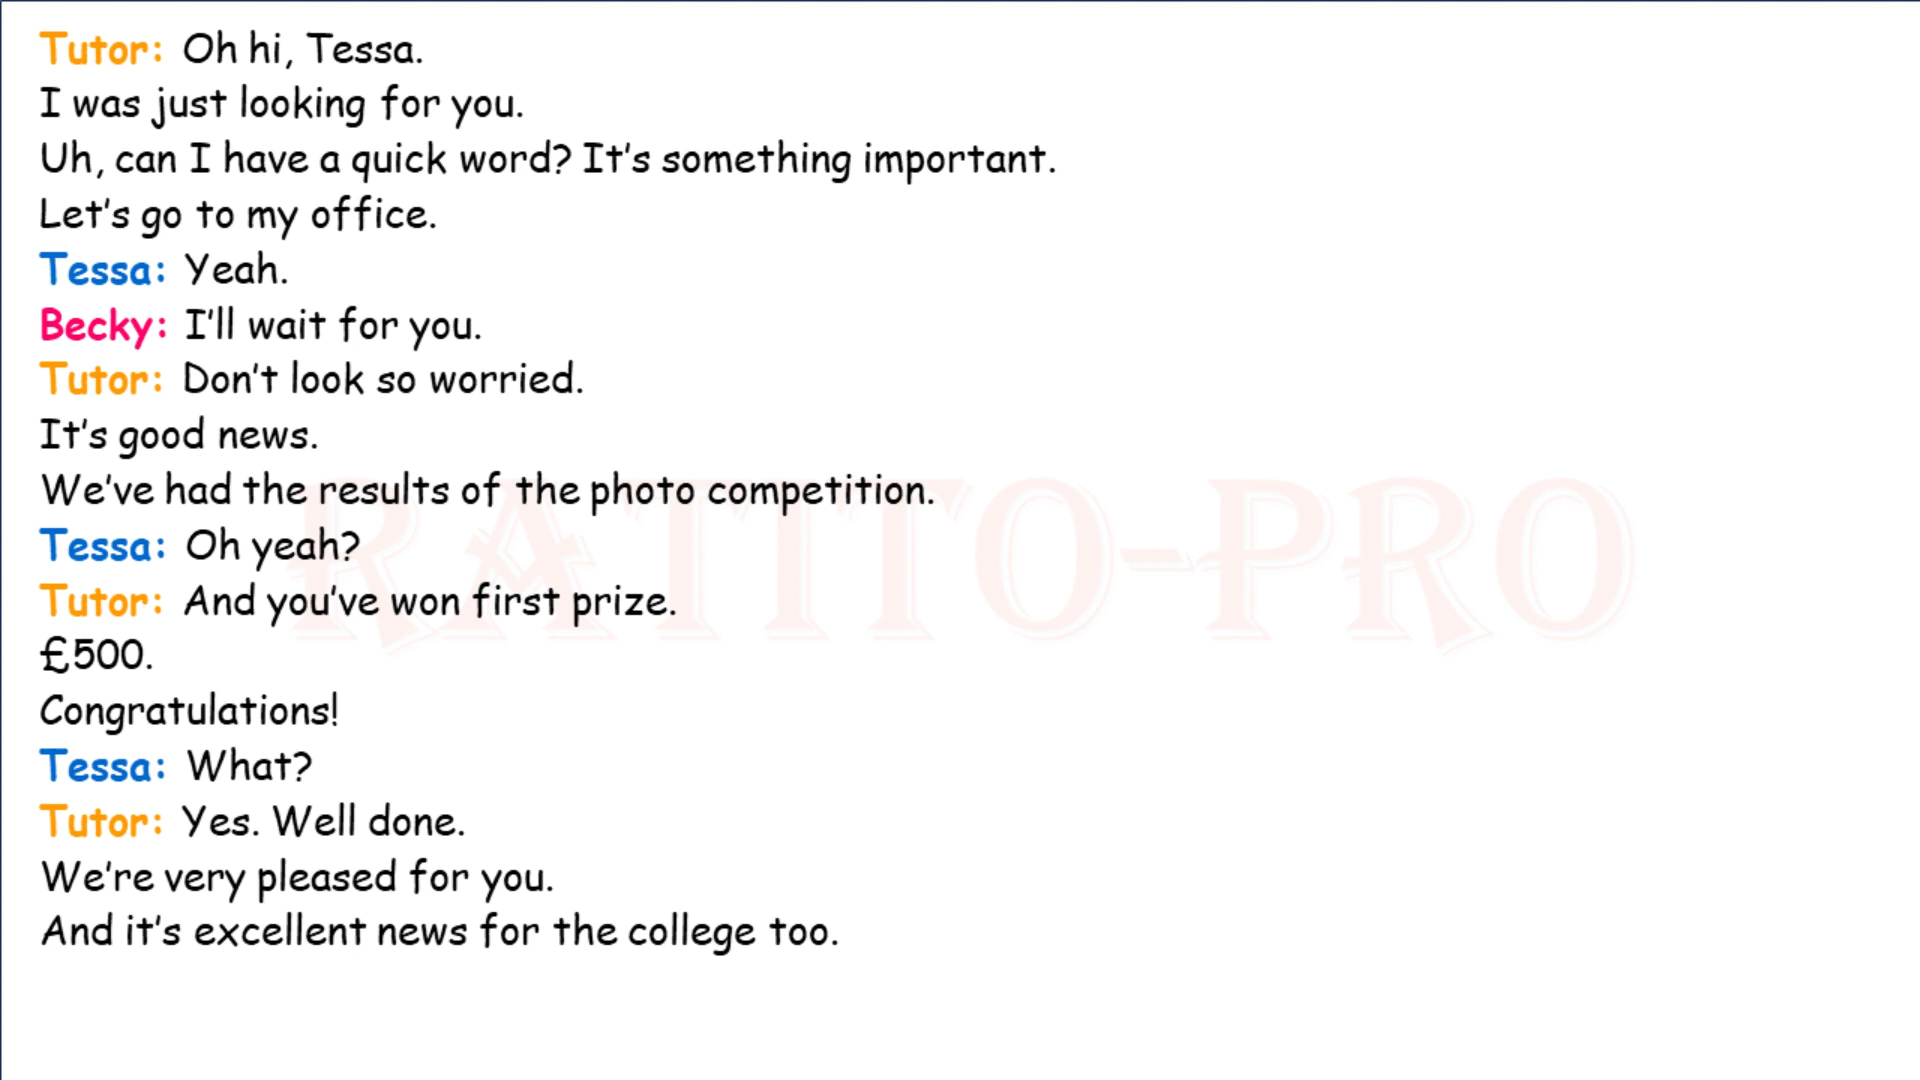 Tutor: Oh hi, Tessa.
I was just looking for you.
Uh, can I have a quick word? It's something important.
Let's go to my office.
Tessa: Yeah.
Becky: I'll wait for you.
Tutor: Don't look so worried.
It's good news.
We've had the results of the photo competition.
Tessa: Oh yeah?
Tutor: And you've won first prize.
£500.
Congratulations!
Tessa: What?
Tutor: Yes. Well done.
We're very pleased for you.
And it's excellent news for the college too.
RATITO-PRO